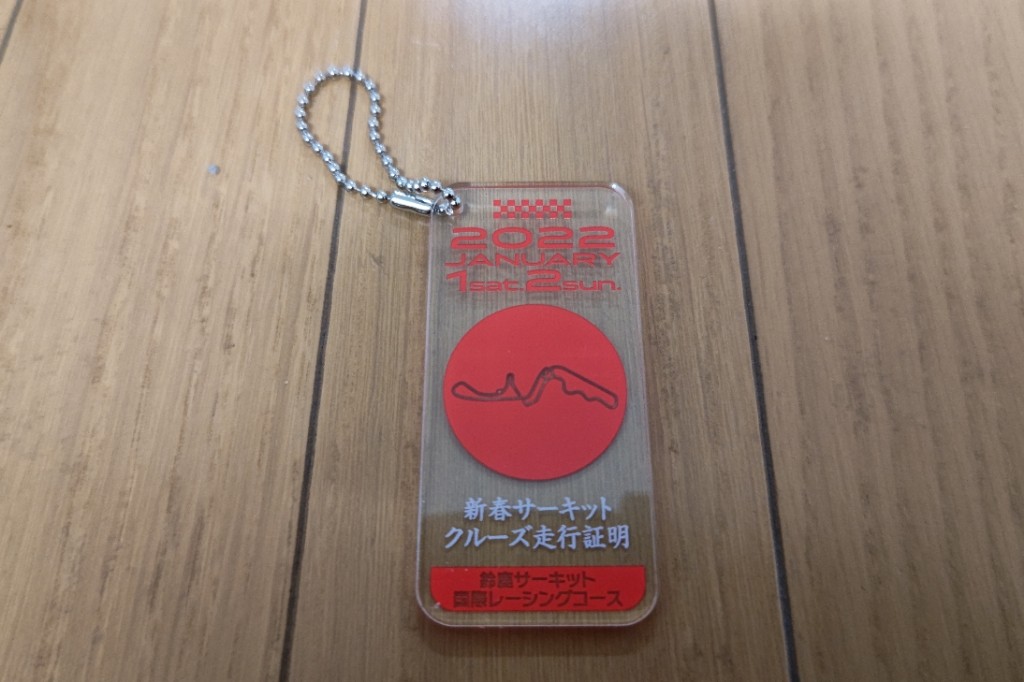 2022
JANUARY
1sat.2sun.
新春サーキット
クルーズ走行証明
鈴鹿サーキット
国際レーシングコース